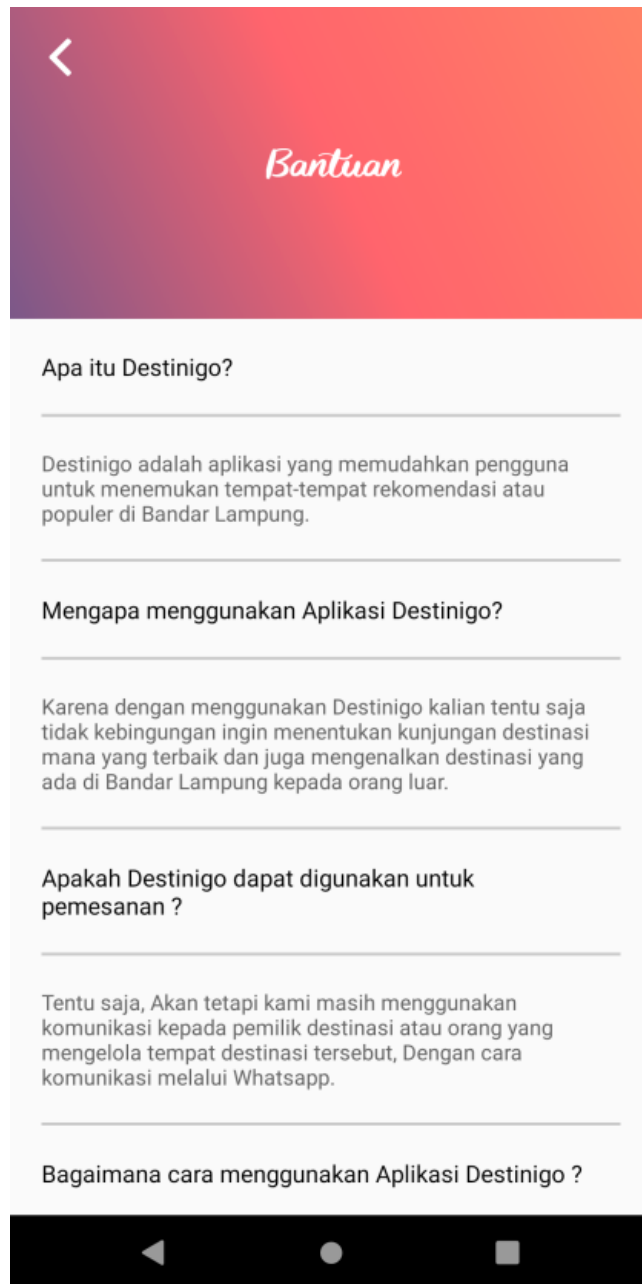 Bantuan
Apa itu Destinigo?
Destinigo adalah aplikasi yang memudahkan pengguna
untuk menemukan tempat-tempat rekomendasi atau
populer di Bandar Lampung.
Mengapa menggunakan Aplikasi Destinigo?
Karena dengan menggunakan Destinigo kalian tentu saja
tidak kebingungan ingin menentukan kunjungan destinasi
mana yang terbaik dan juga mengenalkan destinasi yang
ada di Bandar Lampung kepada orang luar.
Apakah Destinigo dapat digunakan untuk
pemesanan ?
Tentu saja, Akan tetapi kami masih menggunakan
komunikasi kepada pemilik destinasi atau orang yang
mengelola tempat destinasi tersebut, Dengan cara
komunikasi melalui Whatsapp.
Bagaimana cara menggunakan Aplikasi Destinigo ?